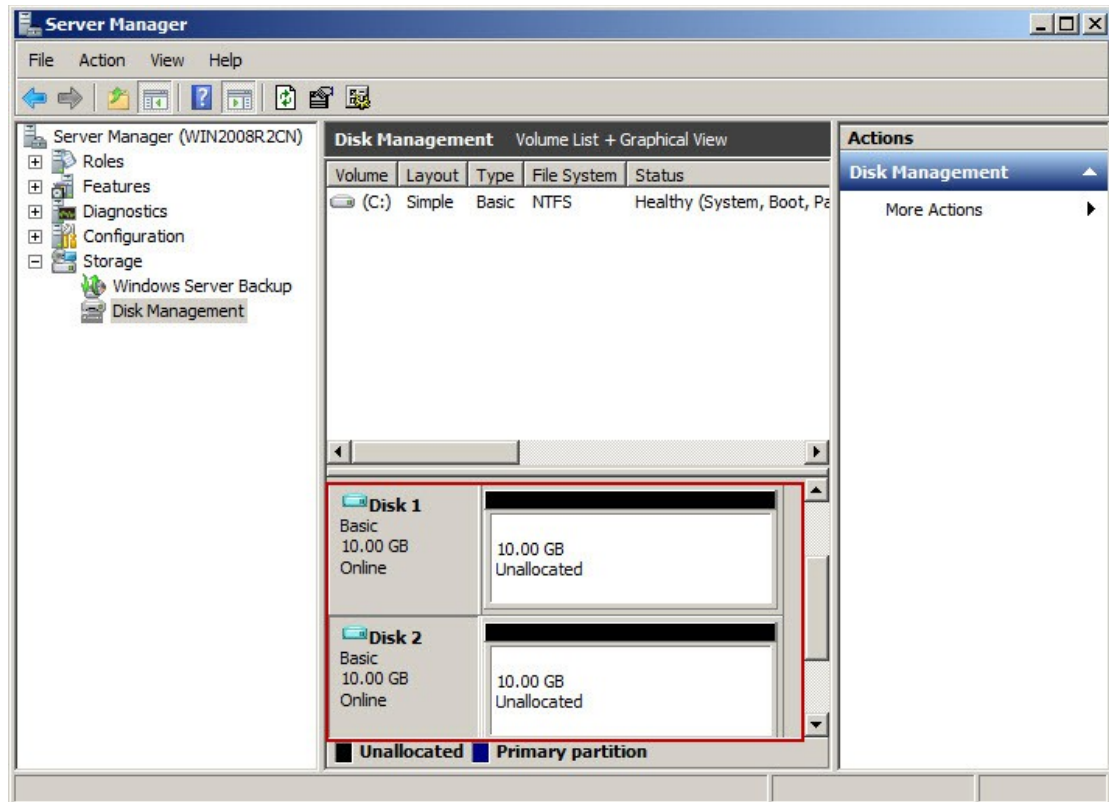 Server Manager
File Action View Help
Server Manager (WIN2008R2CN)
Roles
Features
Diagnostics
Configuration
Storage
Windows Server Backup
Disk Management
Disk Management Volume List + Graphical View
Volume Layout Type File System Status
(C:) Simple Basic NTFS Healthy (System, Boot, Pa
Disk 1
Basic
10.00 GB
Online
10.00 GB
Unallocated
Disk 2
Basic
10.00 GB
Online
10.00 GB
Unallocated
Unallocated Primary partition
Actions
Disk Management
More Actions